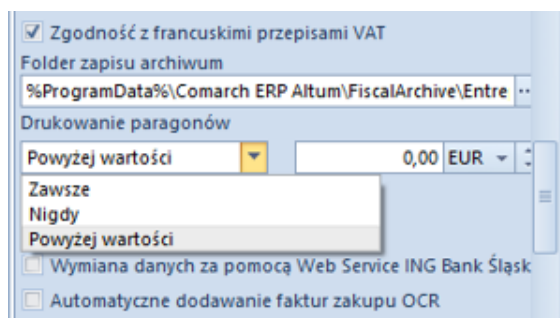 Zgodność z francuskimi przepisami VAT
Folder zapisu archiwum
%ProgramData%\Comarch ERP Altum\FiscalArchive\Entre ...
Drukowanie paragonów
Powyżej wartości 0,00 EUR
Zawsze
Nigdy
Powyżej wartości
Wymiana danych za pomocą Web Service ING Bank Śląsk
Automatyczne dodawanie faktur zakupu OCR